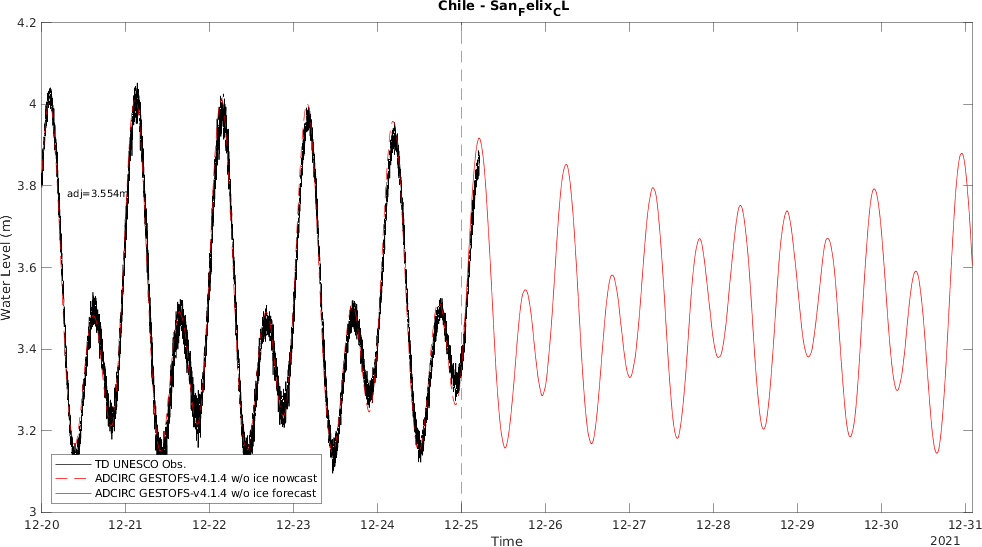 Chile - SanFelixCL
4.2
4
3.8
3.6
3.4
3.2
3
Water Level (m)
adj=3.554m
TD UNESCO Obs.
ADCIRC GESTOFS-v4.1.4 w/o ice nowcast
ADCIRC GESTOFS-v4.1.4 w/o ice forecast
12-20 12-21 12-22 12-23 12-24 12-25 12-26 12-27 12-28 12-29 12-30 12-31
Time
2021